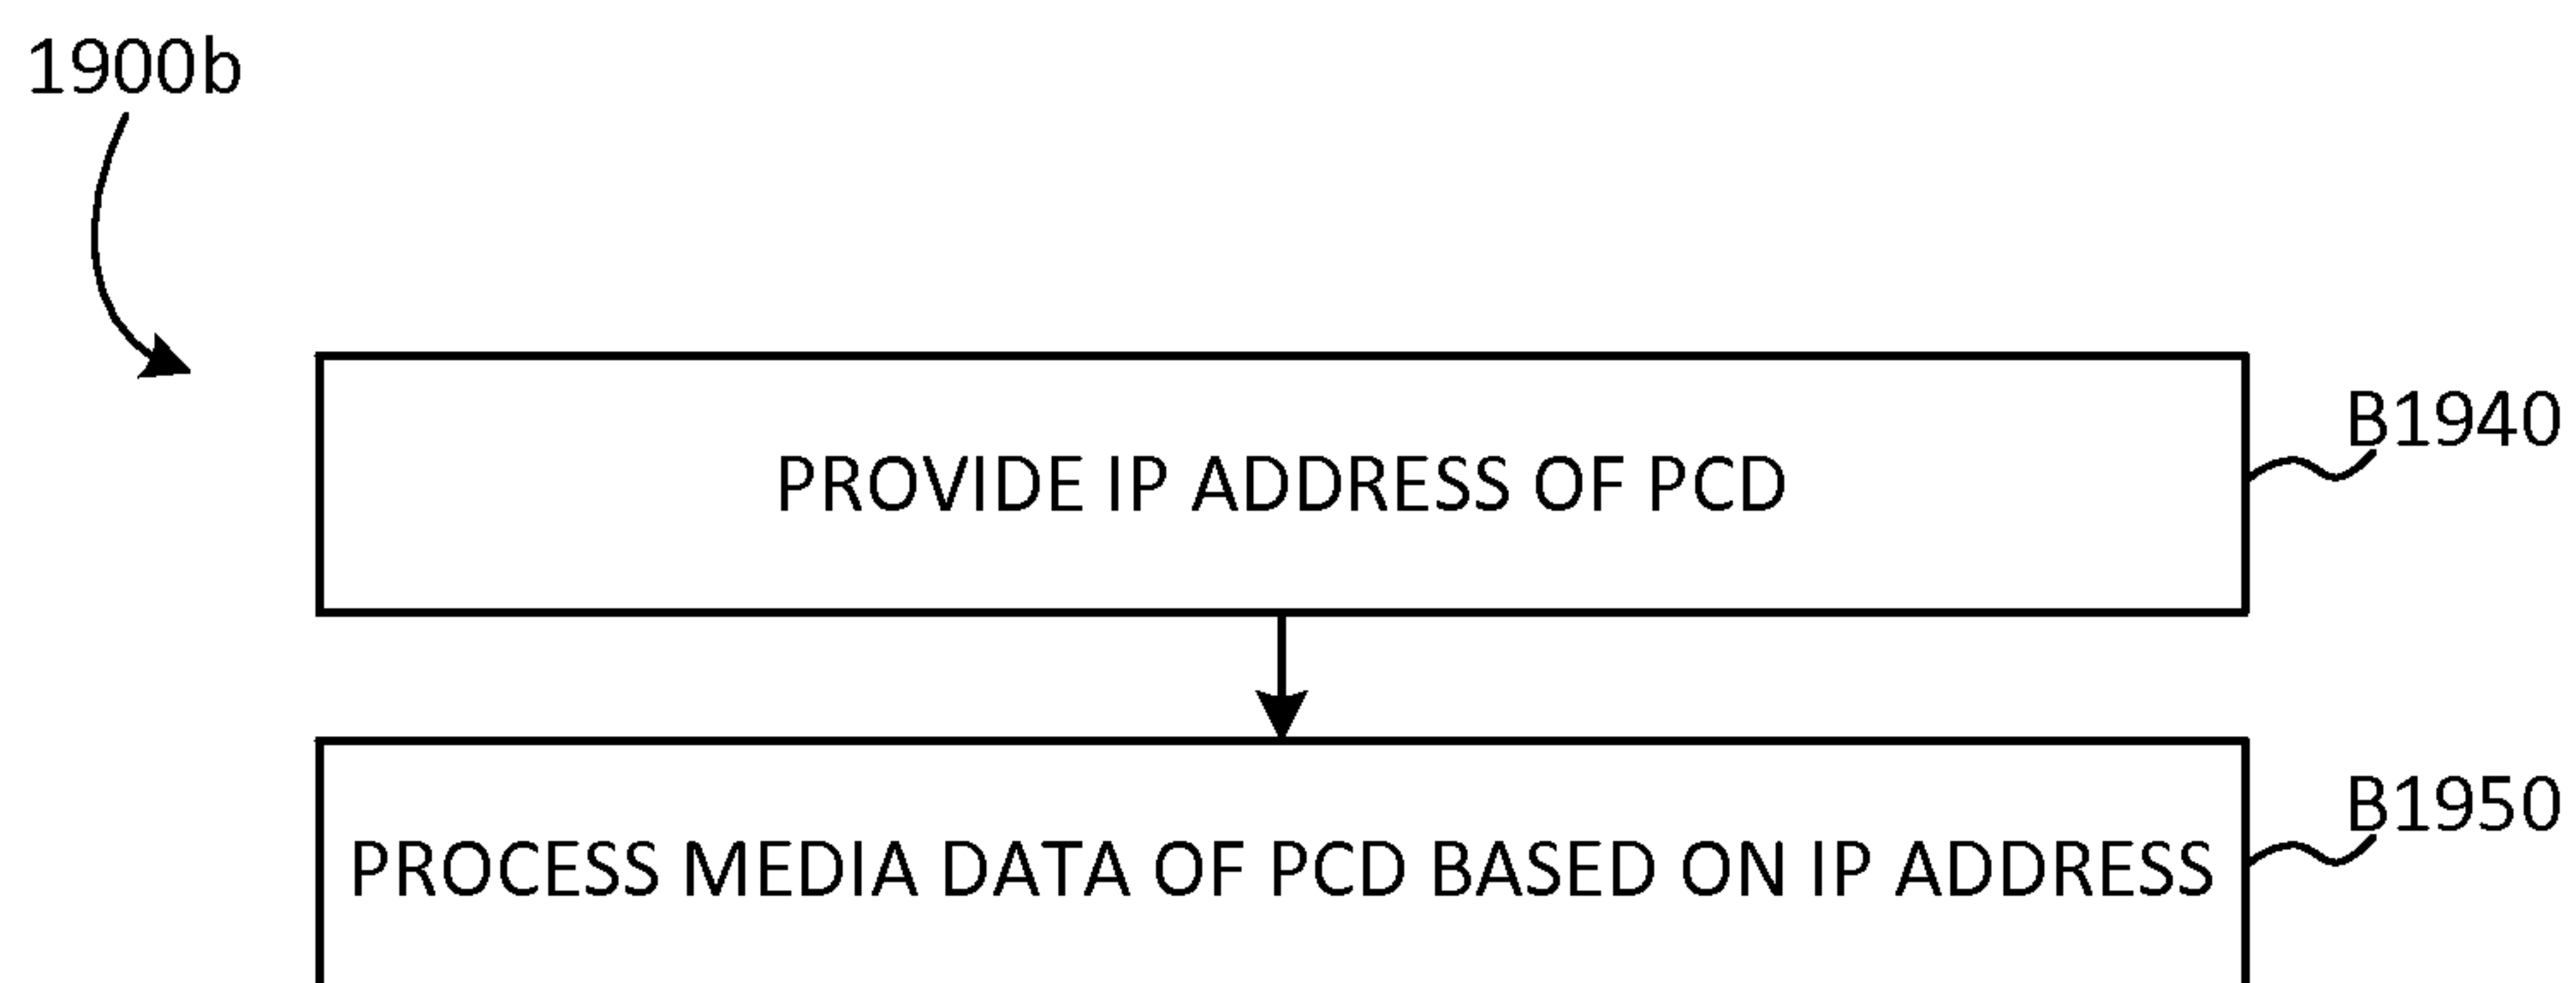 1900b
B1940
PROVIDE IP ADDRESS OF PCD
B1950
PROCESS MEDIA DATA OF PCD BASED ON IP ADDRESS